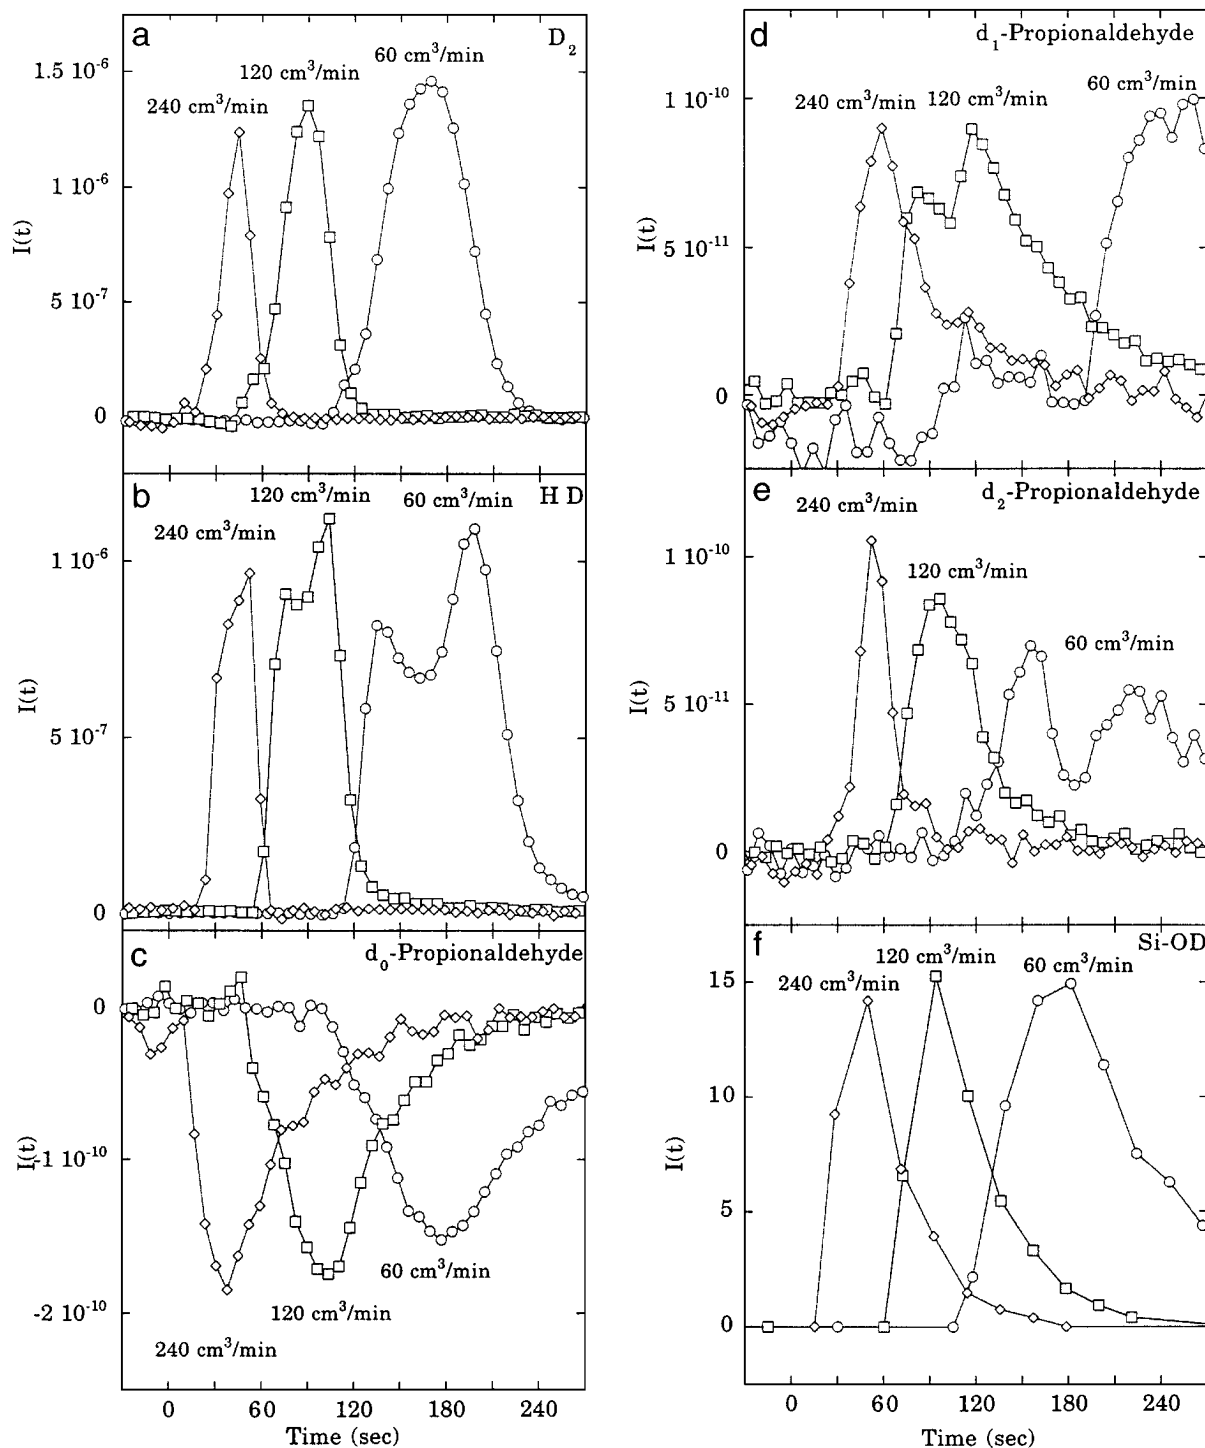 a
D₂
60 cm³/min
120 cm³/min
240 cm³/min
1.5 10⁻⁶
1 10⁻⁶
5 10⁻⁷
0
I(t)
b
H D
120 cm³/min
60 cm³/min
240 cm³/min
1 10⁻⁶
5 10⁻⁷
0
I(t)
c
d₀-Propionaldehyde
0
-1 10⁻¹⁰
-2 10⁻¹⁰
I(t)
60 cm³/min
120 cm³/min
240 cm³/min
0 60 120 180 240
Time (sec)
d
d₁-Propionaldehyde
60 cm³/min
240 cm³/min
120 cm³/min
1 10⁻¹⁰
5 10⁻¹¹
0
I(t)
e
d₂-Propionaldehyde
240 cm³/min
120 cm³/min
60 cm³/min
1 10⁻¹⁰
5 10⁻¹¹
0
I(t)
f
Si-OD
120 cm³/min
60 cm³/min
240 cm³/min
15
10
5
0
I(t)
0 60 120 180 240
Time (sec)